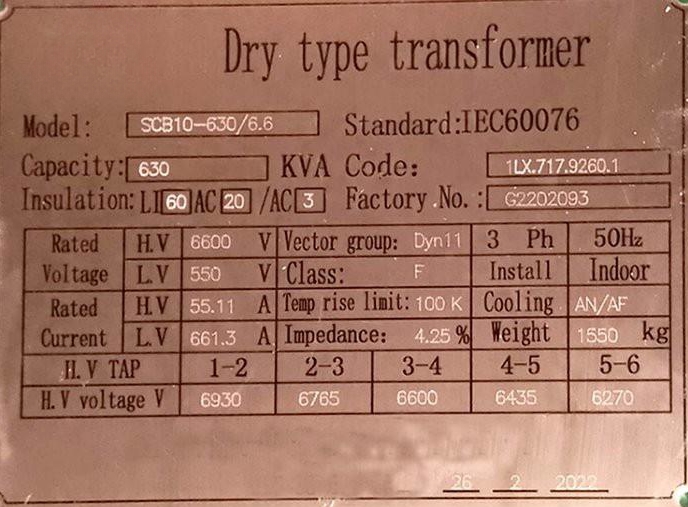 Dry type transformer
Model: SCB10-630/6.6 Standard:IEC60076
Capacity: 630 KVA Code: 1LX.717.9260.1
Insulation: LI 60 AC 20 /AC 3 Factory.No.: G2202093
Rated Voltage H.V 6600 V Vector group: Dyn11 3 Ph 50Hz
L.V 550 V Class: F Install Indoor
Rated Current H.V 55.11 A Temp rise limit: 100 K Cooling AN/AF
L.V 661.3 A Impedance: 4.25 % Weight 1550 kg
H.V TAP 1-2 2-3 3-4 4-5 5-6
H.V voltage V 6930 6765 6600 6435 6270
26 2 2022